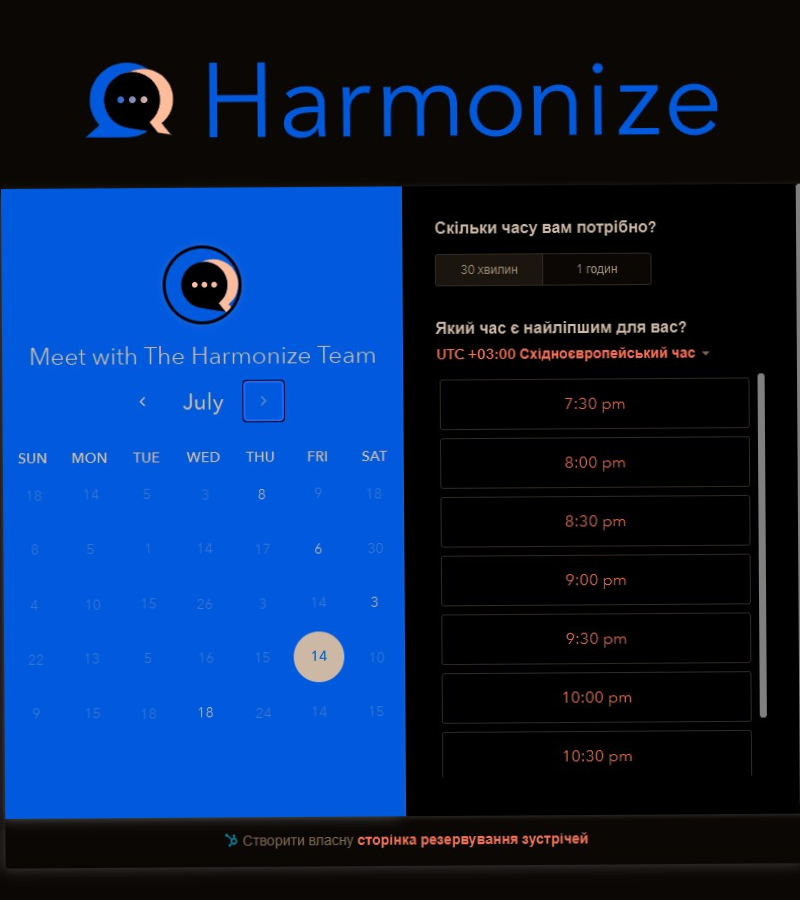 Harmonize
Meet with The Harmonize Team
July
SUN MON TUE WED THU FRI SAT
18 14 5 3 8 9 18
8 5 1 14 17 6 30
4 10 15 26 3 14 3
22 13 5 16 15 14 10
9 15 18 18 24 14 15
Скільки часу вам потрібно?
30 хвилин 1 годин
Який час є найліпшим для вас?
UTC +03:00 Східноєвропейський час
7:30 pm
8:00 pm
8:30 pm
9:00 pm
9:30 pm
10:00 pm
10:30 pm
Створити власну сторінка резервування зустрічей